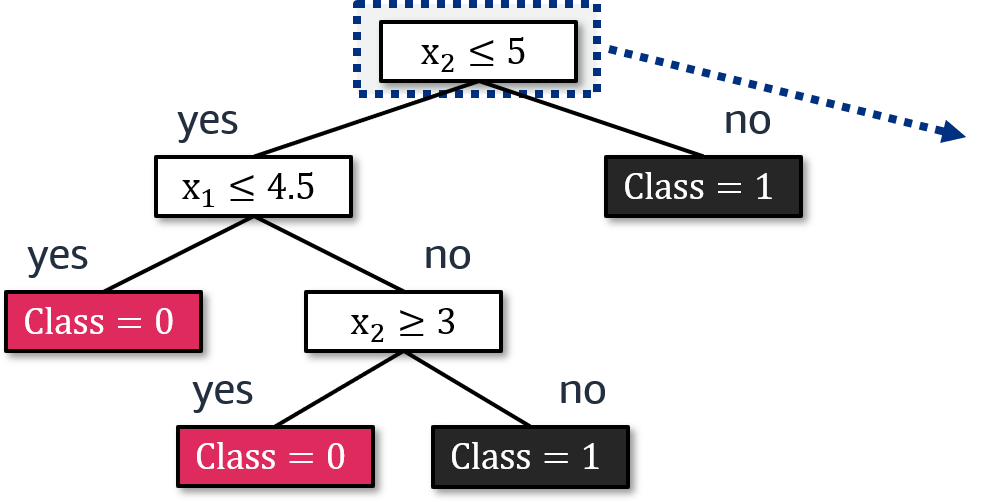 x₂ ≤ 5
yes
no
x₁ ≤ 4.5
Class = 1
yes
no
Class = 0
x₂ ≥ 3
yes
no
Class = 0
Class = 1